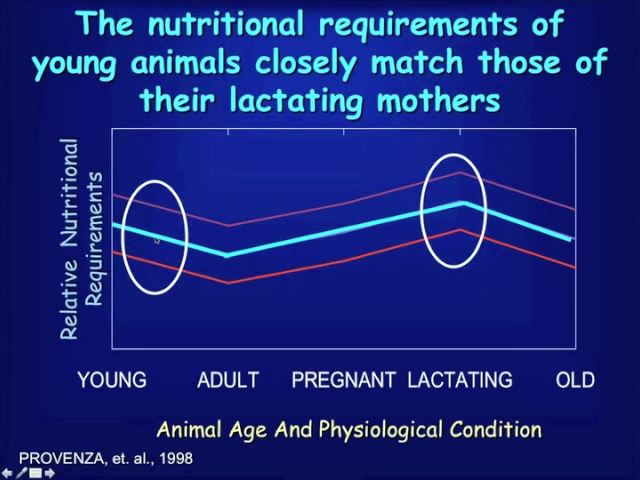 The nutritional requirements of
young animals closely match those of
their lactating mothers
Relative Nutritional
Requirements
YOUNG ADULT PREGNANT LACTATING OLD
Animal Age And Physiological Condition
PROVENZA, et. al., 1998